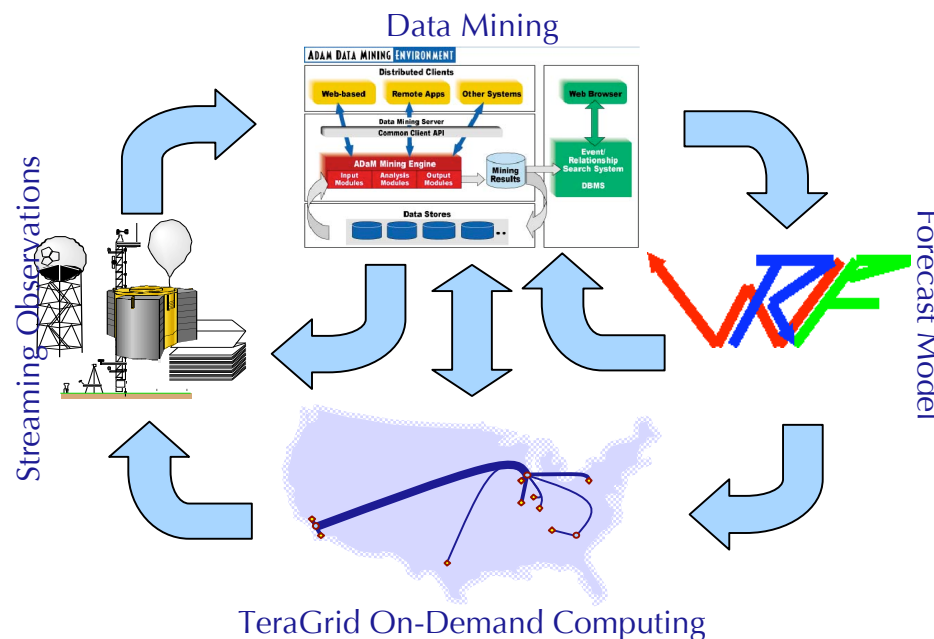 Data Mining
ADAM DATA MINING ENVIRONMENT
Distributed Clients
Web-based
Remote Apps
Other Systems
Web Browser
Data Mining Server
Common Client API
ADaM Mining Engine
Input
Modules
Analysis
Modules
Output
Modules
Mining
Results
Event/
Relationship
Search System
DBMS
Data Stores
Streaming Observations
WRF
Forecast Model
TeraGrid On-Demand Computing